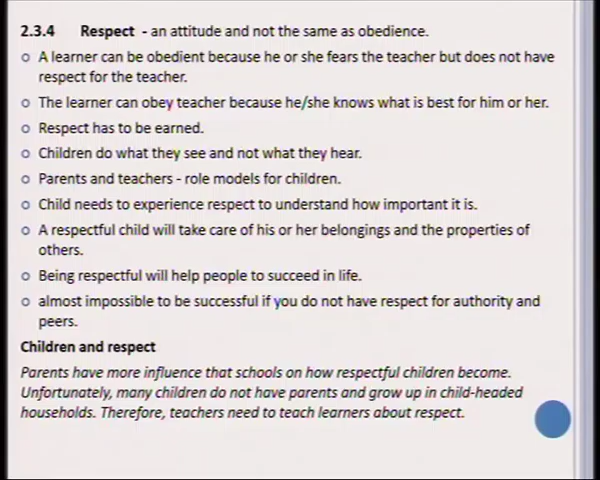 2.3.4 Respect - an attitude and not the same as obedience.
A learner can be obedient because he or she fears the teacher but does not have
respect for the teacher.
The learner can obey teacher because he/she knows what is best for him or her.
Respect has to be earned.
Children do what they see and not what they hear.
Parents and teachers - role models for children.
Child needs to experience respect to understand how important it is.
A respectful child will take care of his or her belongings and the properties of
others.
Being respectful will help people to succeed in life.
almost impossible to be successful if you do not have respect for authority and
peers.
Children and respect
Parents have more influence that schools on how respectful children become.
Unfortunately, many children do not have parents and grow up in child-headed
households. Therefore, teachers need to teach learners about respect.